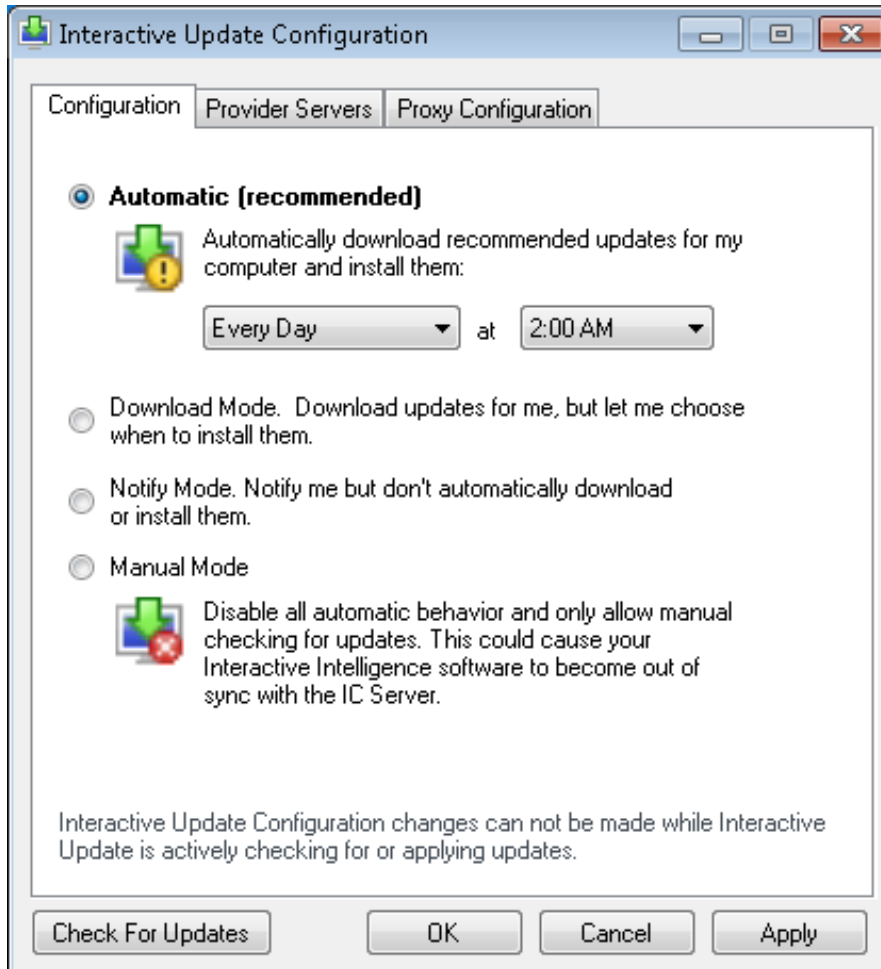 Interactive Update Configuration
Configuration Provider Servers Proxy Configuration
Automatic (recommended)
Automatically download recommended updates for my
computer and install them:
Every Day at 2:00 AM
Download Mode.  Download updates for me, but let me choose
when to install them.
Notify Mode. Notify me but don't automatically download
or install them.
Manual Mode
Disable all automatic behavior and only allow manual
checking for updates. This could cause your
Interactive Intelligence software to become out of
sync with the IC Server.
Interactive Update Configuration changes can not be made while Interactive
Update is actively checking for or applying updates.
Check For Updates OK Cancel Apply